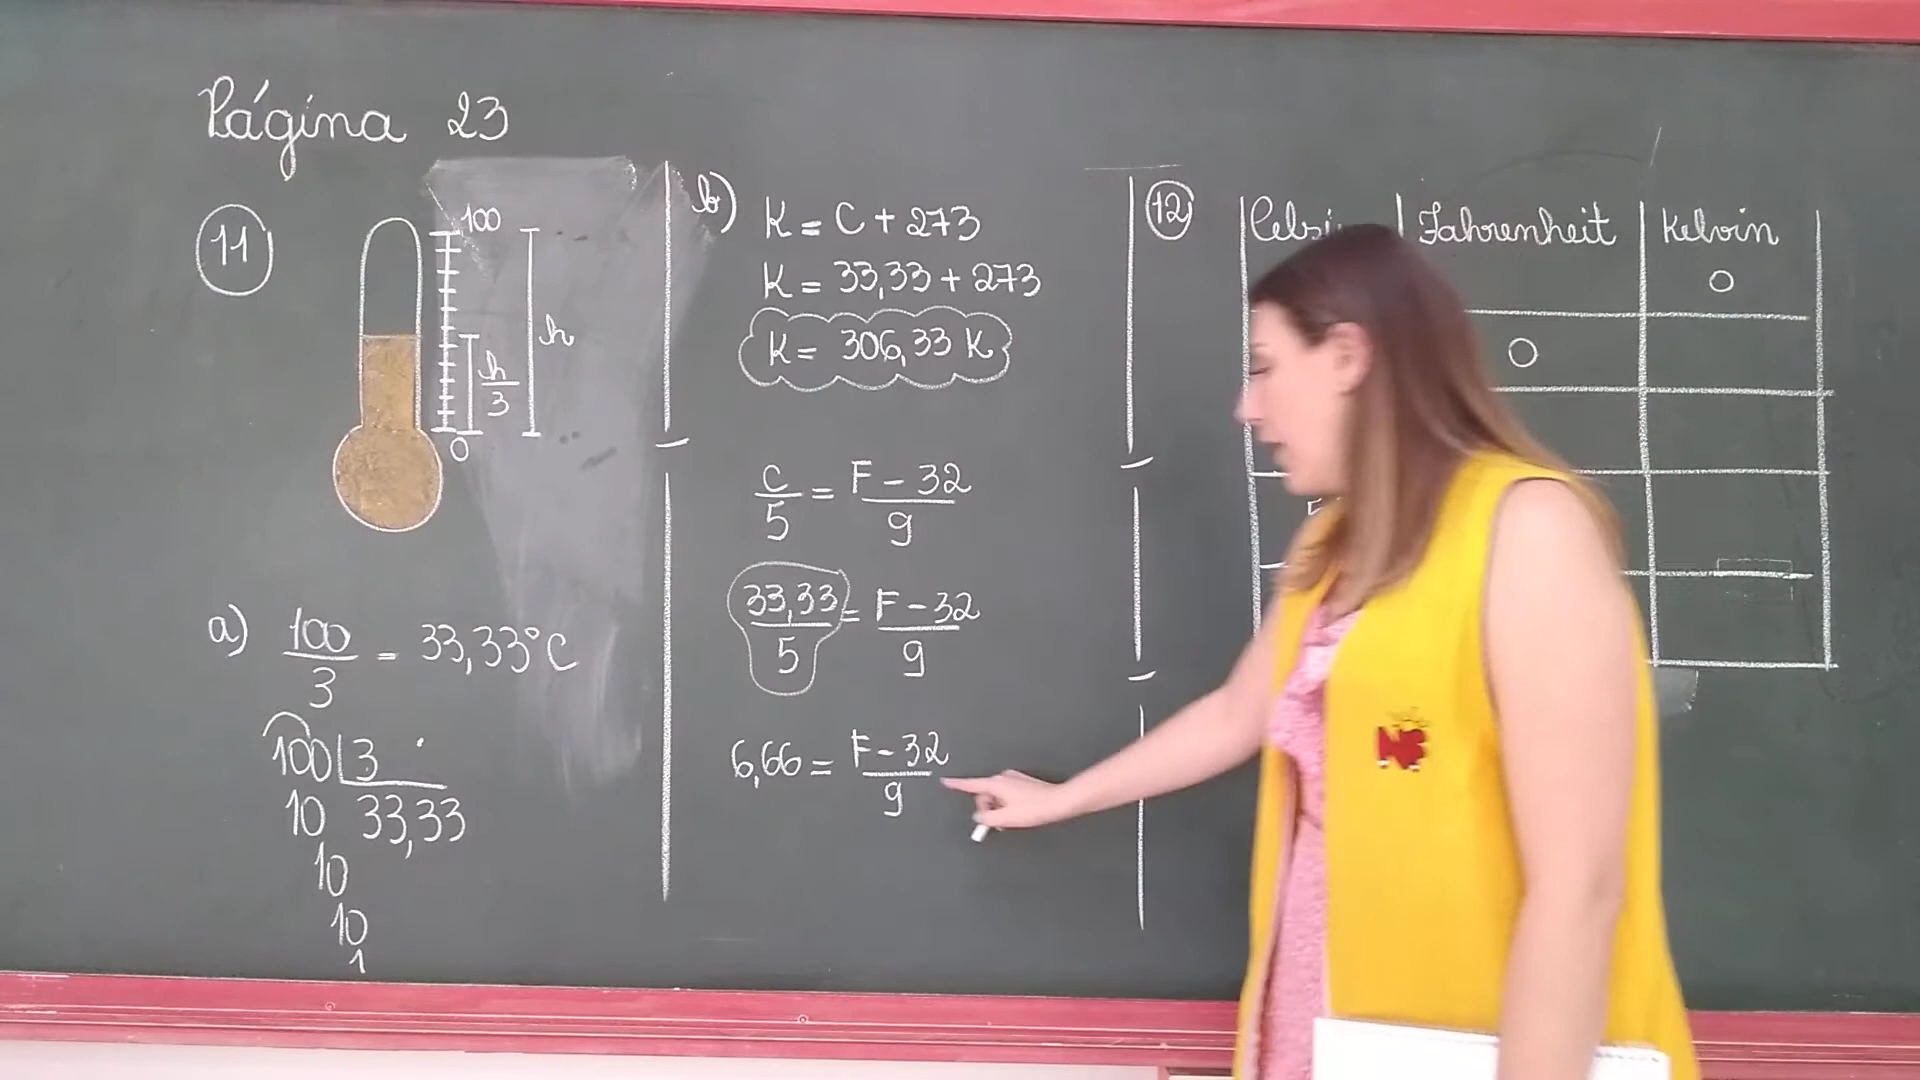 Página 23
11
100
h
h
3
0
a) 100/3 = 33,33°C
100 | 3
10 33,33
10
10
1
b) K = C + 273
K = 33,33 + 273
K = 306,33 K
C/5 = F - 32/9
33,33/5 = F - 32/9
6,66 = F - 32/9
12
Fahrenheit Kelvin
0
0